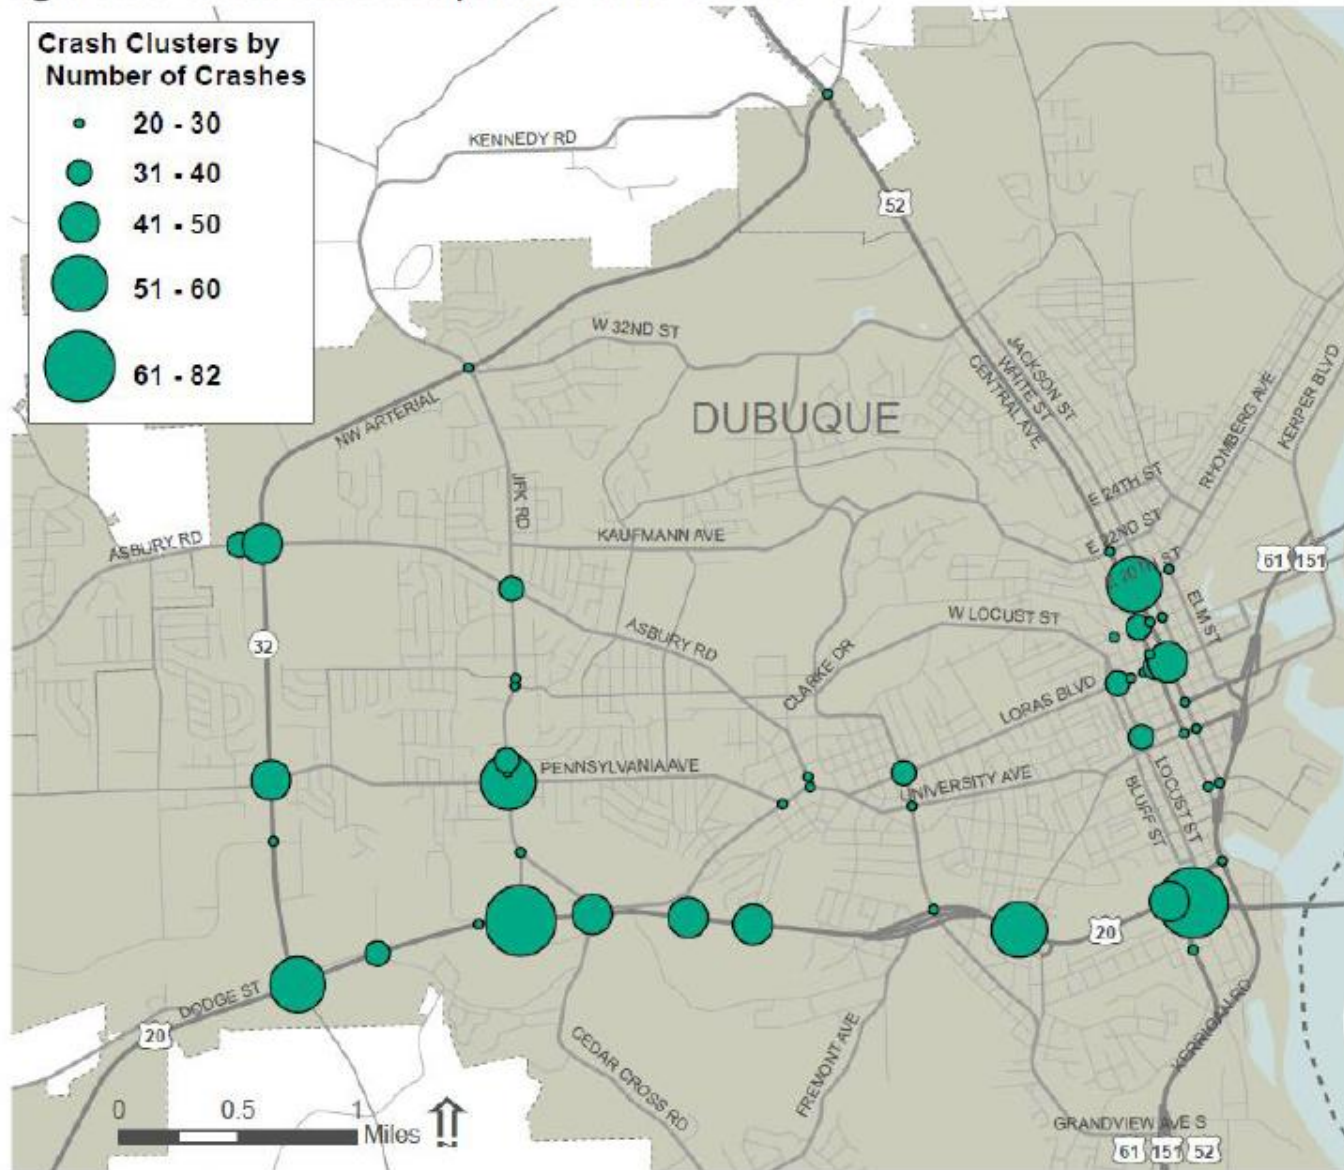 Crash Clusters by
Number of Crashes
20 - 30
31 - 40
41 - 50
51 - 60
61 - 82
KENNEDY RD
52
W 32ND ST
NW ARTERIAL
DUBUQUE
JACKSON ST
WHITE ST
CENTRAL AVE
RHOMBERG AVE
KERPER BLVD
JFK RD
E 24TH ST
E 22ND ST
ASBURY RD
KAUFMANN AVE
61
151
ELM ST
32
ASBURY RD
W LOCUST ST
CLARKE DR
LORAS BLVD
PENNSYLVANIA AVE
UNIVERSITY AVE
LOCUST ST
BLUFF ST
20
DODGE ST
20
CEDAR CROSS RD
FREMONT AVE
KERRIGAN RD
GRANDVIEW AVE S
61
151
52
0
0.5
1
Miles